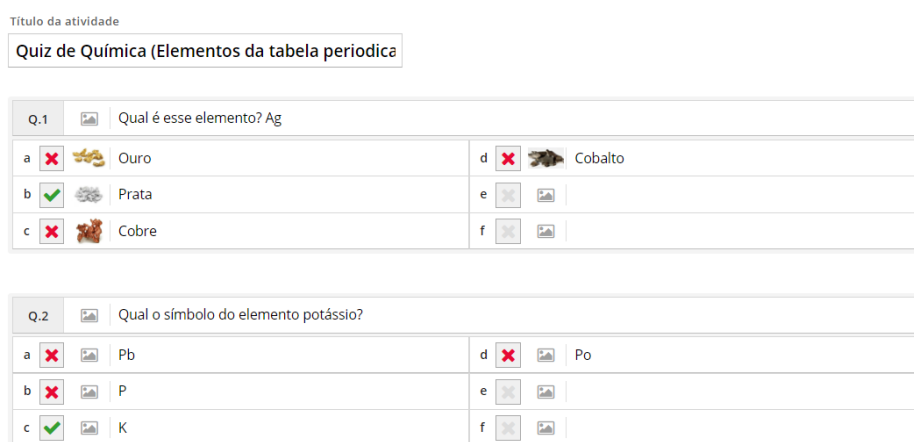 Título da atividade
Quiz de Química (Elementos da tabela periodica
Q.1 Qual é esse elemento? Ag
a Ouro
d Cobalto
b Prata
e
c Cobre
f
Q.2 Qual o símbolo do elemento potássio?
a Pb
d Po
b P
e
c K
f